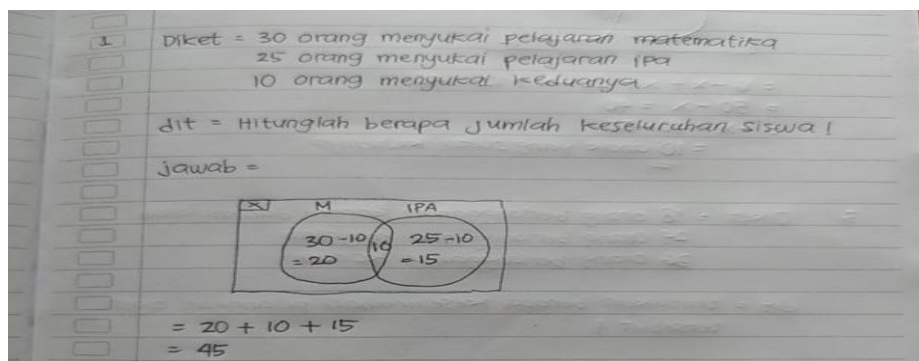 1 Diket = 30 orang menyukai pelajaran matematika
25 orang menyukai pelajaran IPA
10 orang menyukai keduanya
dit = Hitunglah berapa Jumlah keseluruhan siswa !
jawab =
X M IPA
30-10 10 25-10
= 20 = 15
= 20 + 10 + 15
= 45